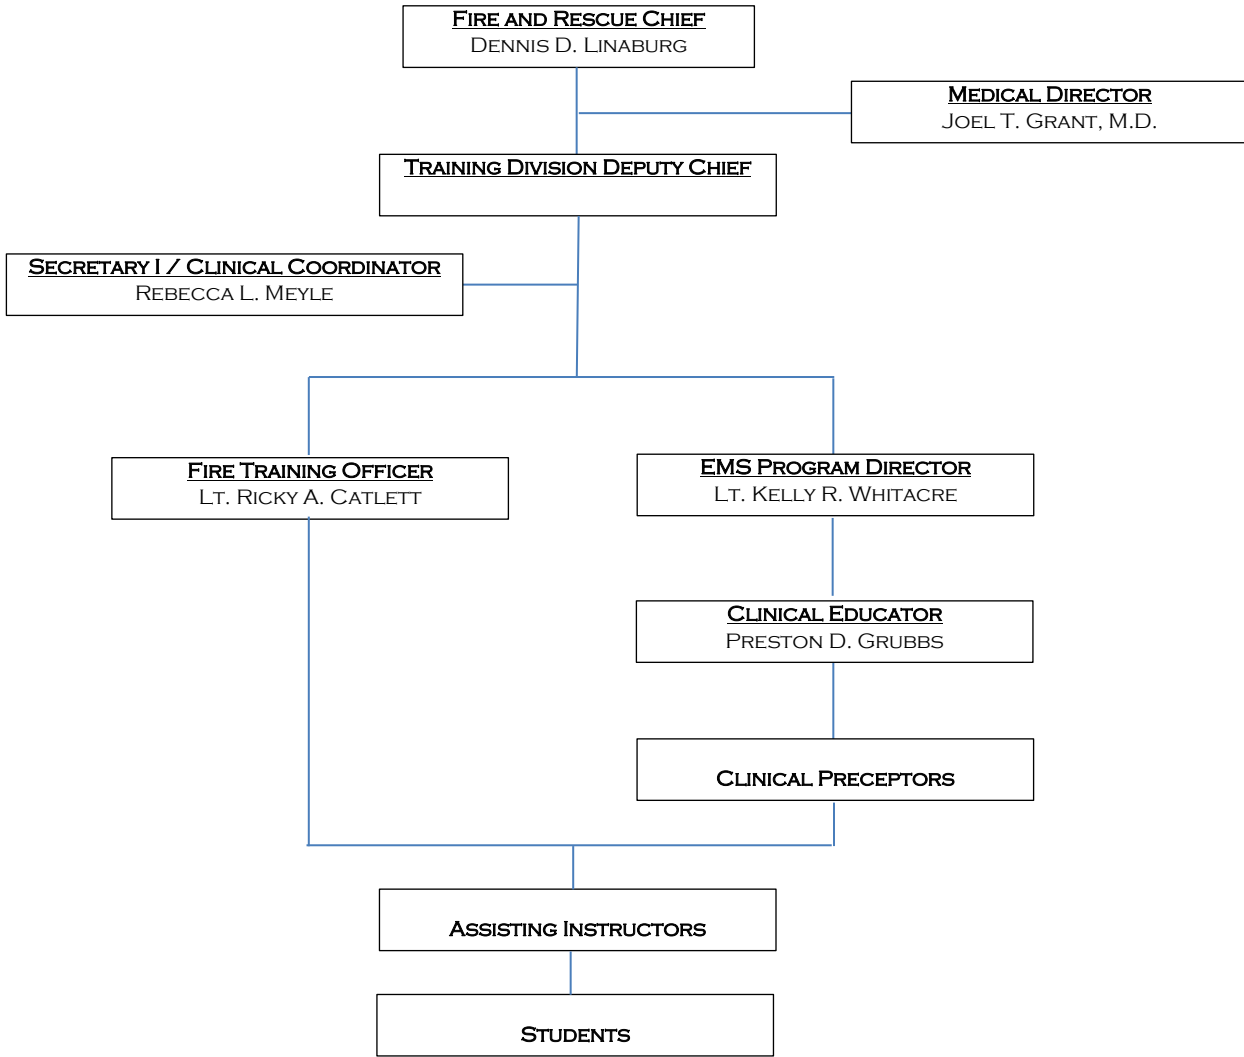 Fire and Rescue Chief
Dennis D. Linaburg
Medical Director
Joel T. Grant, M.D.
Training Division Deputy Chief
Secretary I / Clinical Coordinator
Rebecca L. Meyle
Fire Training Officer
Lt. Ricky A. Catlett
EMS Program Director
Lt. Kelly R. Whitacre
Clinical Educator
Preston D. Grubbs
Clinical Preceptors
Assisting Instructors
Students